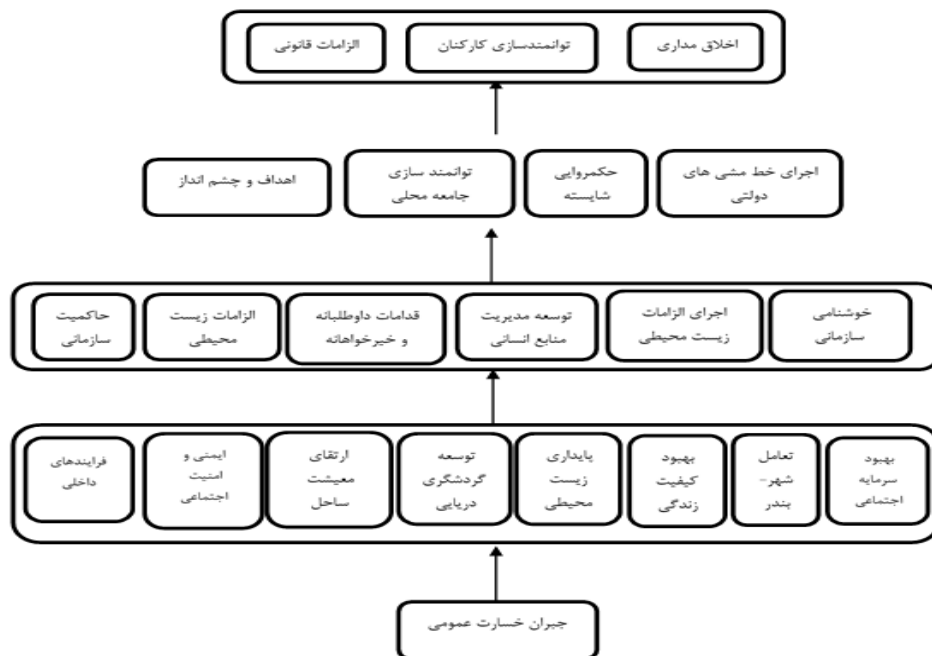 اخلاق مداری
توانمندسازی کارکنان
الزامات قانونی
اجرای خط مشی های
دولتی
حکمروایی
شایسته
توانمند سازی
جامعه محلی
اهداف و چشم انداز
خوشنامی
سازمانی
اجرای الزامات
زیست محیطی
توسعه مدیریت
منابع انسانی
قدامات داوطلبانه
و خیرخواهانه
الزامات زیست
محیطی
حاکمیت
سازمانی
بهبود
سرمایه
اجتماعی
تعامل
شهر-
بندر
بهبود
کیفیت
زندگی
پایداری
زیست
محیطی
توسعه
گردشگری
دریایی
ارتقای
معیشت
ساحل
ایمنی و
امنیت
اجتماعی
فرایندهای
داخلی
جبران خسارت عمومی